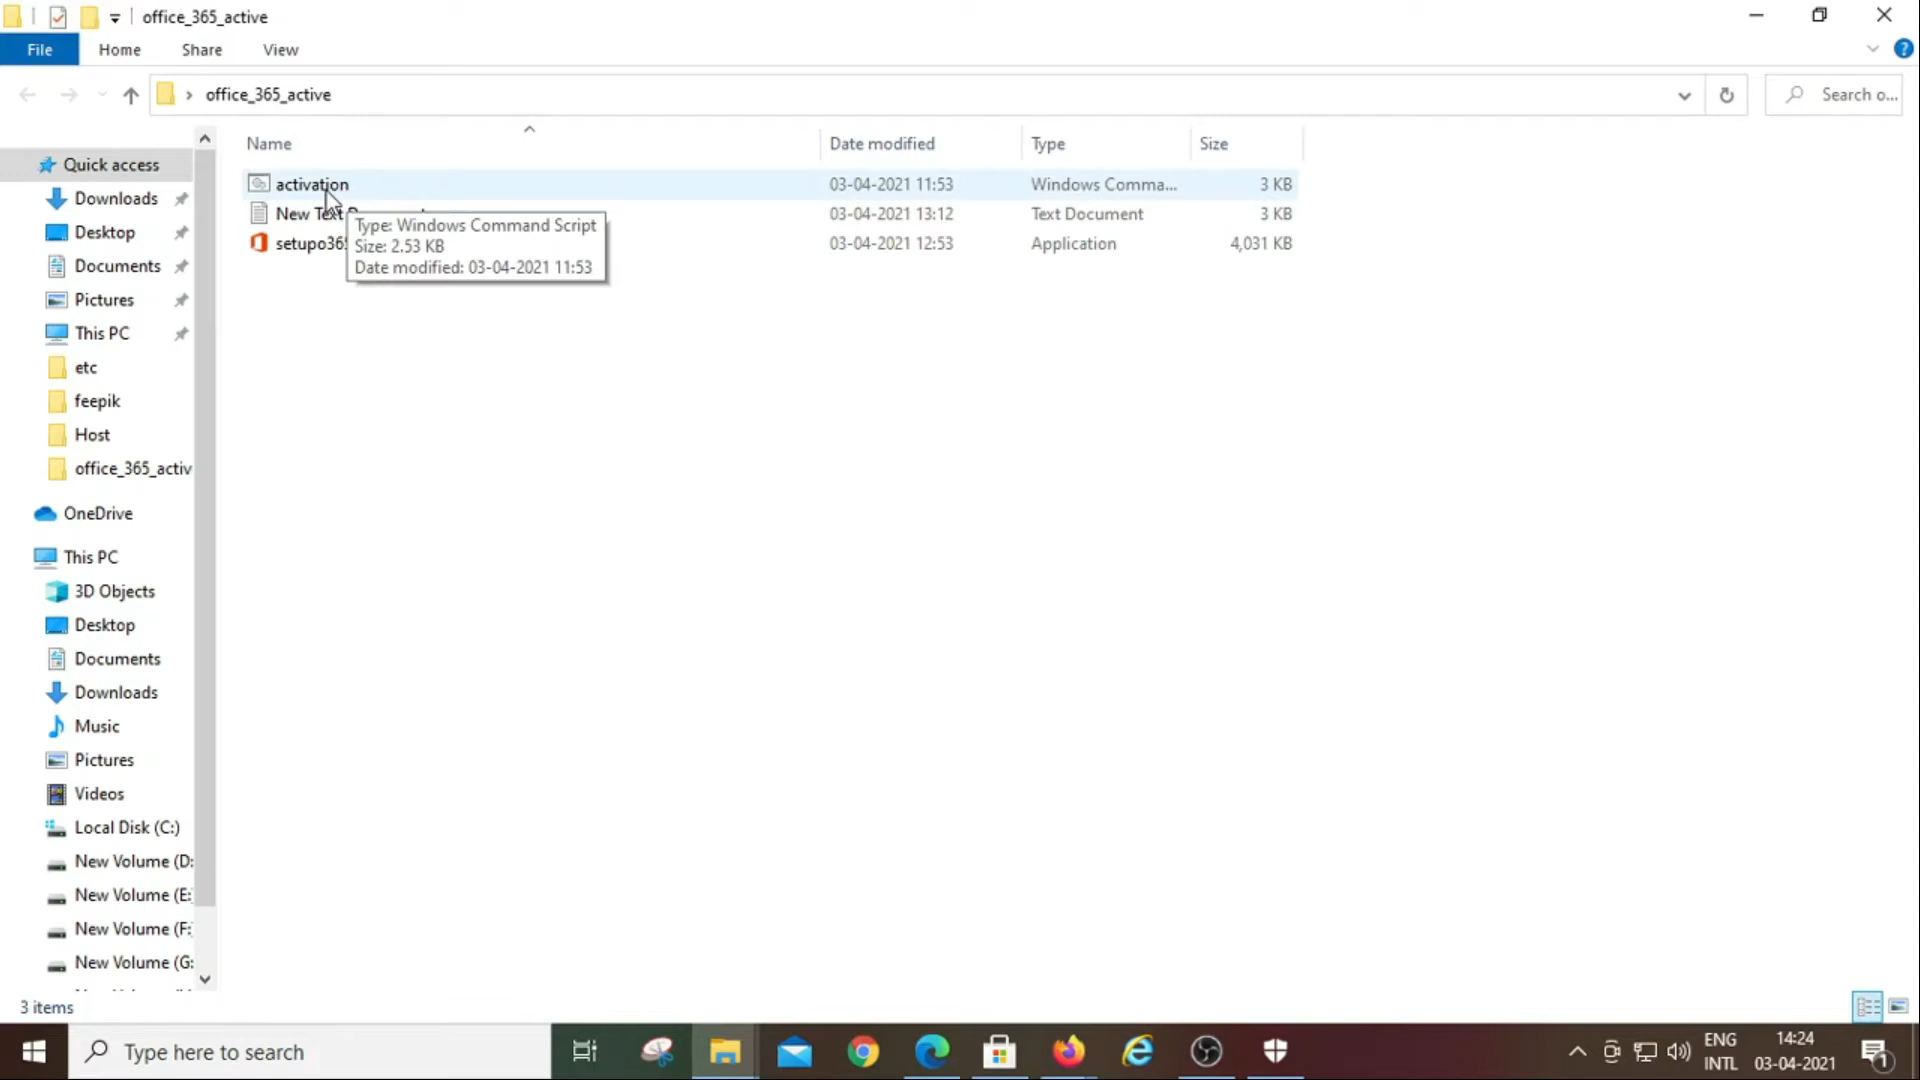 office_365_active
File Home Share View
office_365_active
Search o...
Name Date modified Type Size
Quick access
Downloads
Desktop
Documents
Pictures
This PC
etc
feepik
Host
office_365_activ
OneDrive
This PC
3D Objects
Desktop
Documents
Downloads
Music
Pictures
Videos
Local Disk (C:)
New Volume (D:
New Volume (E:
New Volume (F:
New Volume (G:
activation 03-04-2021 11:53 Windows Comma... 3 KB
New Text 03-04-2021 13:12 Text Document 3 KB
setupo365 03-04-2021 12:53 Application 4,031 KB
Type: Windows Command Script
Size: 2.53 KB
Date modified: 03-04-2021 11:53
3 items
Type here to search
ENG
INTL
14:24
03-04-2021
1